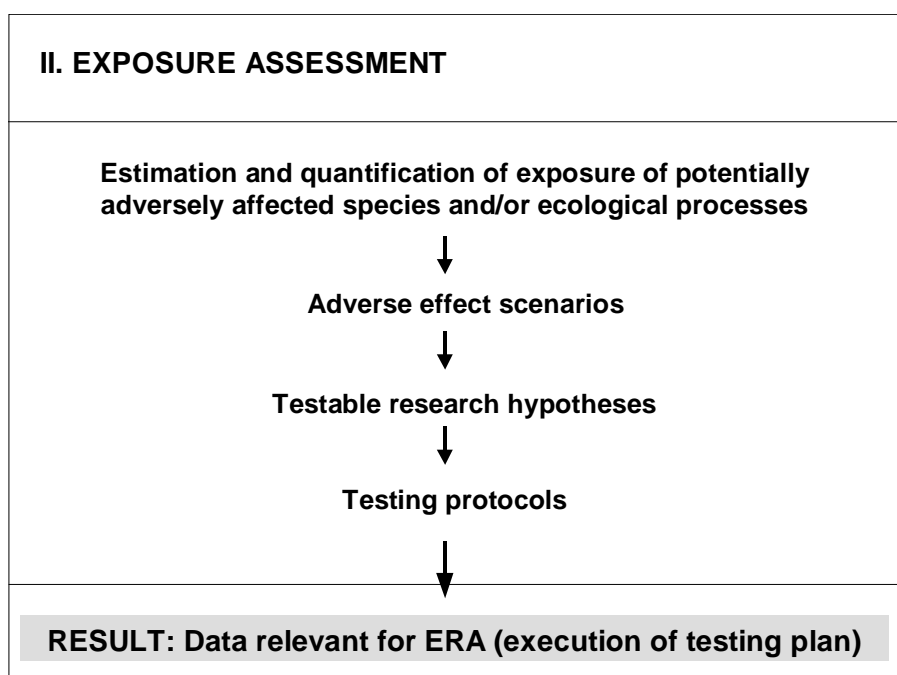 II. EXPOSURE ASSESSMENT
Estimation and quantification of exposure of potentially
adversely affected species and/or ecological processes
Adverse effect scenarios
Testable research hypotheses
Testing protocols
RESULT: Data relevant for ERA (execution of testing plan)